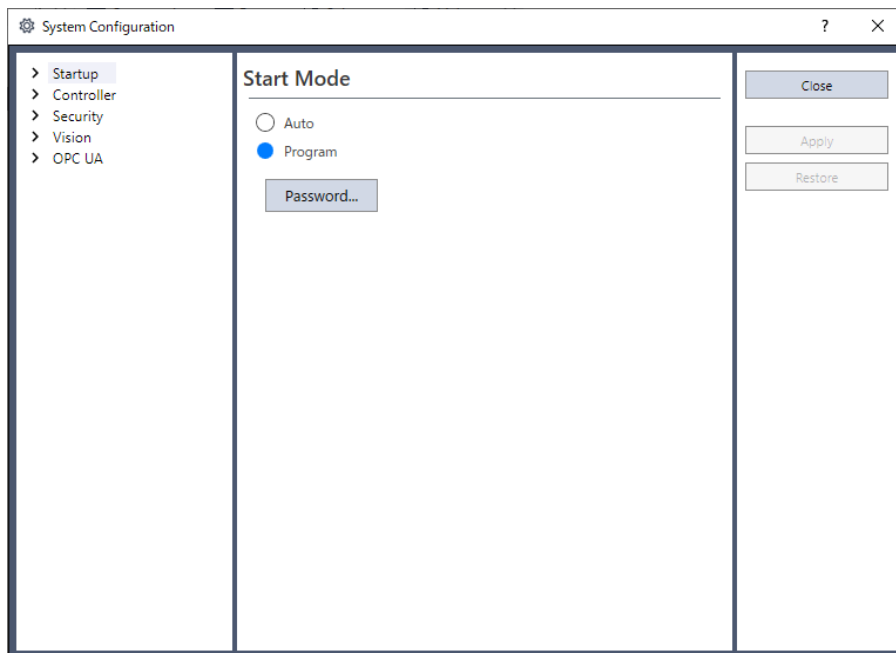 System Configuration
?
Startup
Controller
Security
Vision
OPC UA
Start Mode
Auto
Program
Password...
Close
Apply
Restore